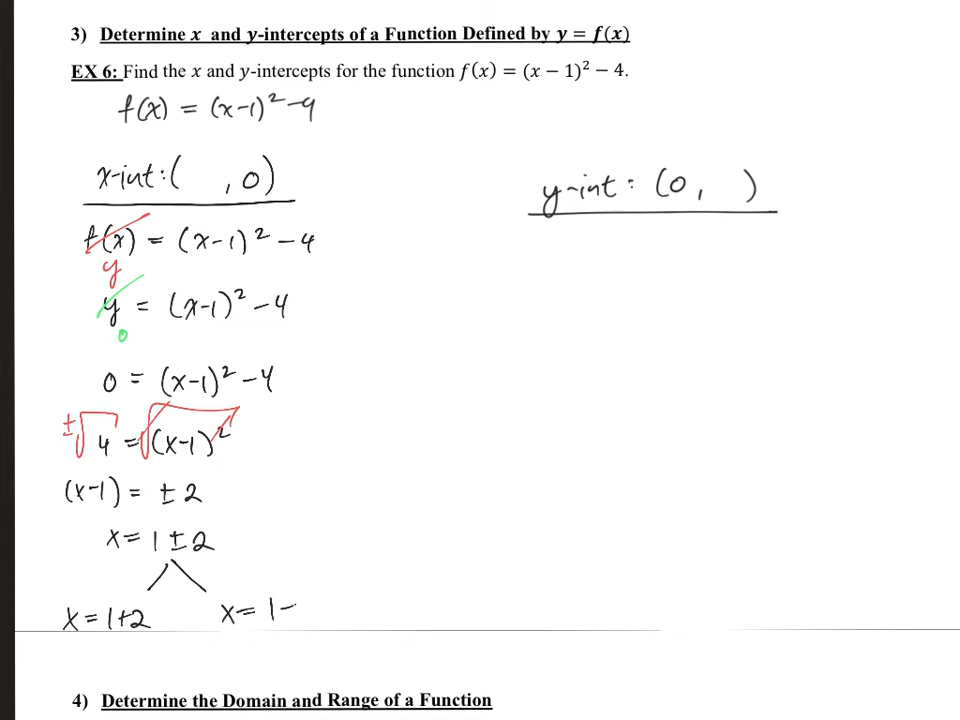 3) Determine x and y-intercepts of a Function Defined by y = f(x)
EX 6: Find the x and y-intercepts for the function f(x) = (x − 1)² − 4.
f(x) = (x-1)² -4
x-int: ( , 0)
f(x) = (x-1)² - 4
y
y = (x-1)² - 4
0
0 = (x-1)² - 4
±√4 = √(x-1)²
(x-1) = ± 2
x = 1 ± 2
x = 1+2 x = 1-
y-int: (0, )
4) Determine the Domain and Range of a Function